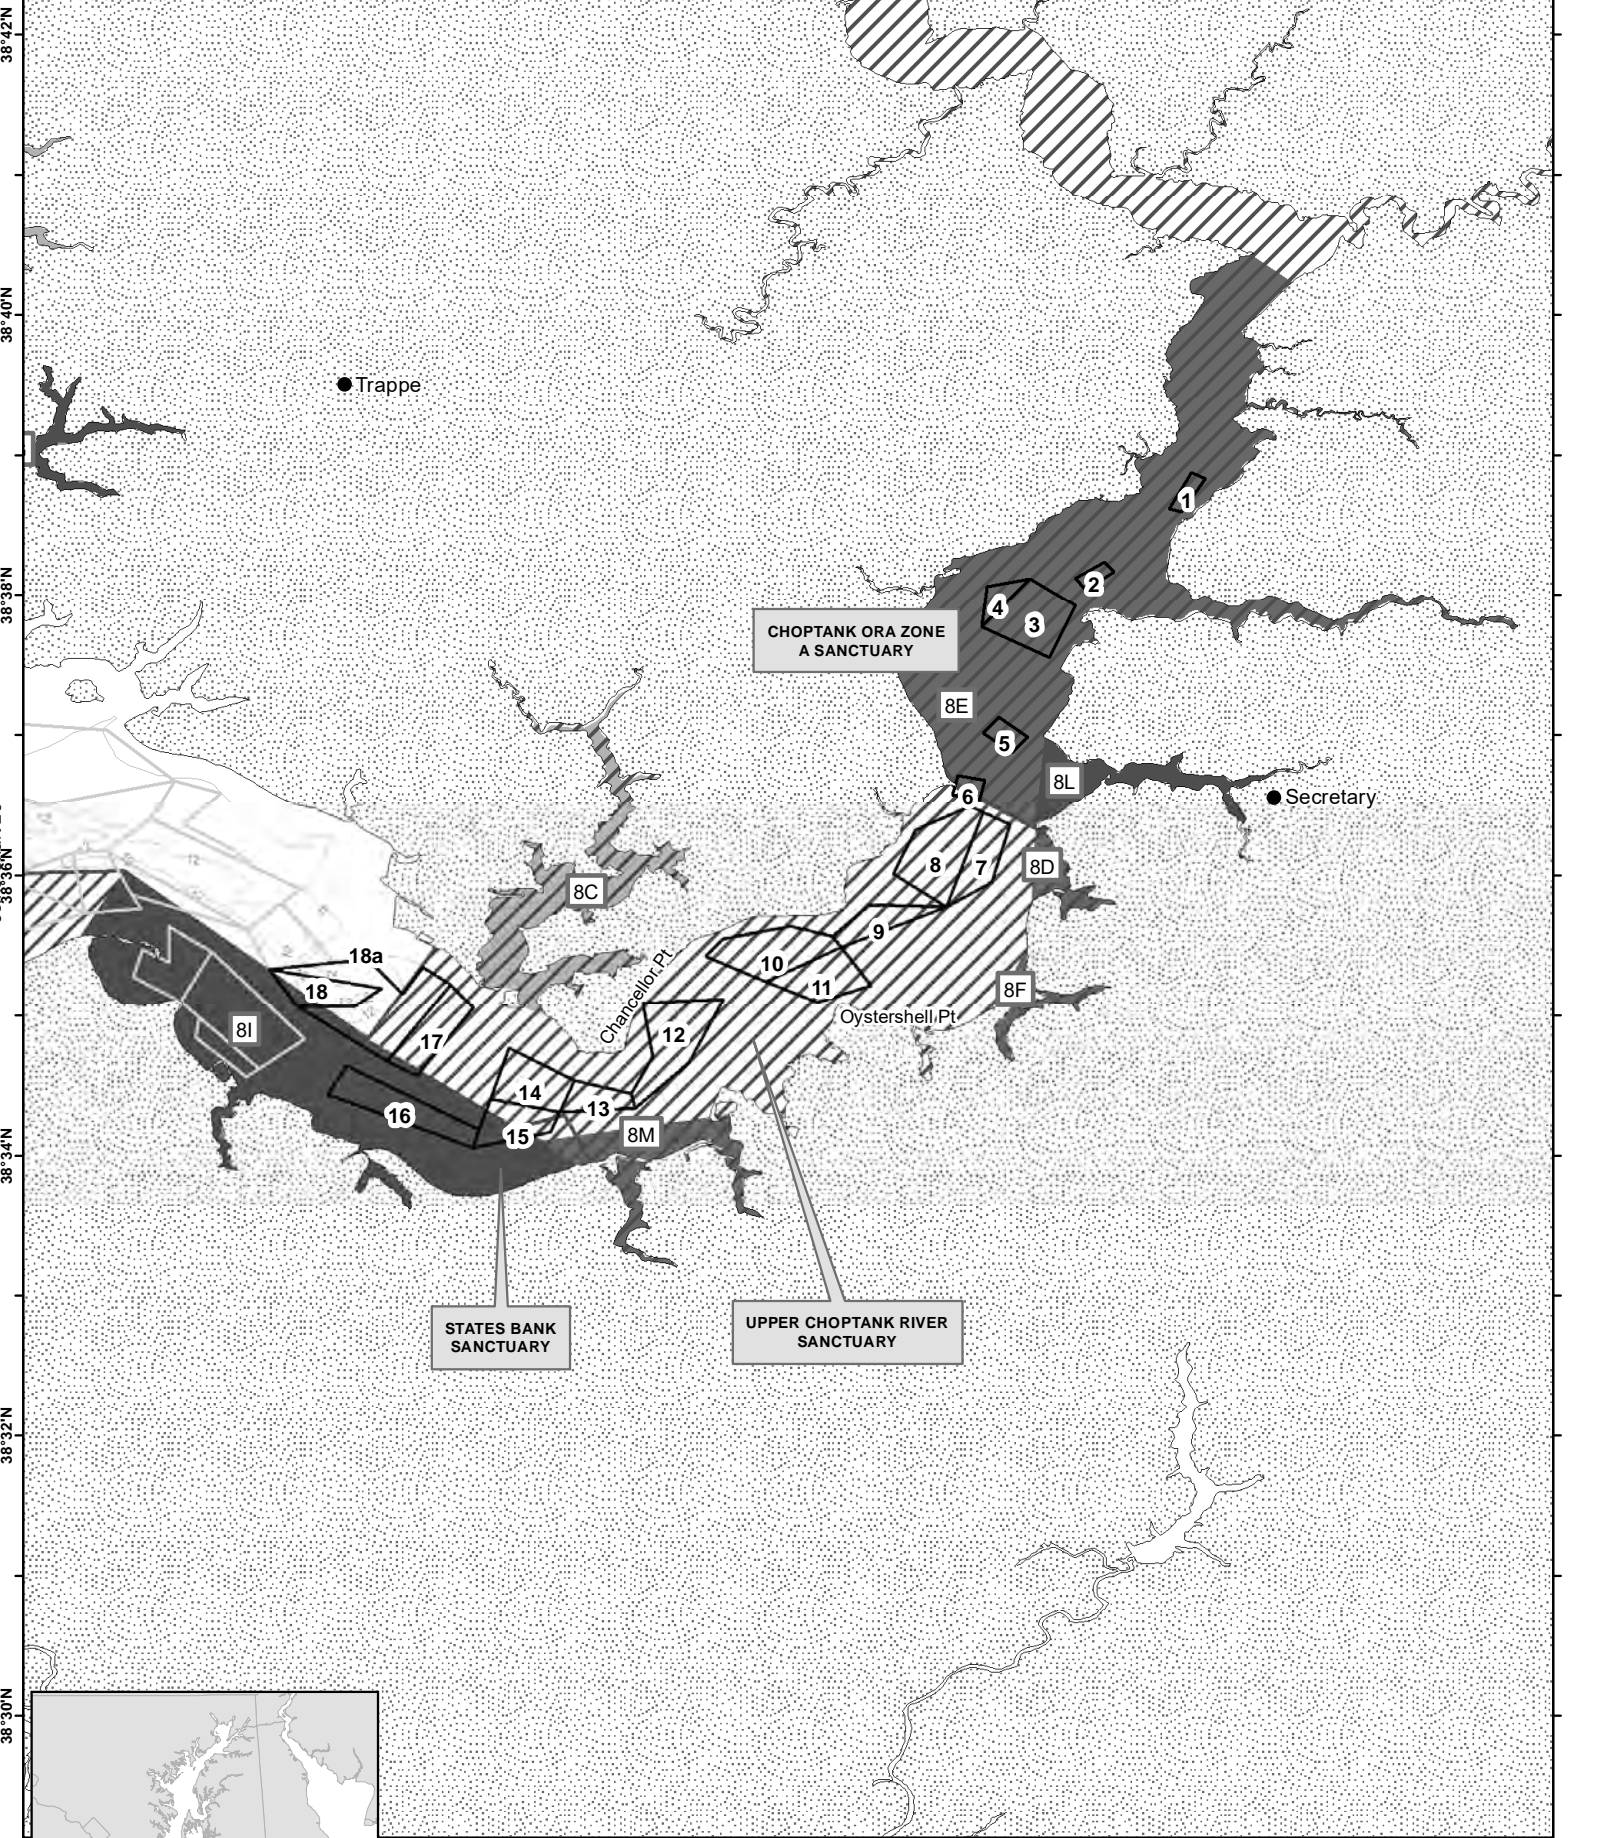 38°42'N
38°40'N
Trappe
1
38°38'N
2
4
3
CHOPTANK ORA ZONE
A SANCTUARY
8E
5
8L
6
Secretary
38°36'N
8
7
8D
8C
9
18a
10
18
11
8F
Chancellor Pt
Oystershell Pt
8I
17
12
14
13
16
15
8M
38°34'N
STATES BANK
SANCTUARY
UPPER CHOPTANK RIVER
SANCTUARY
38°32'N
38°30'N